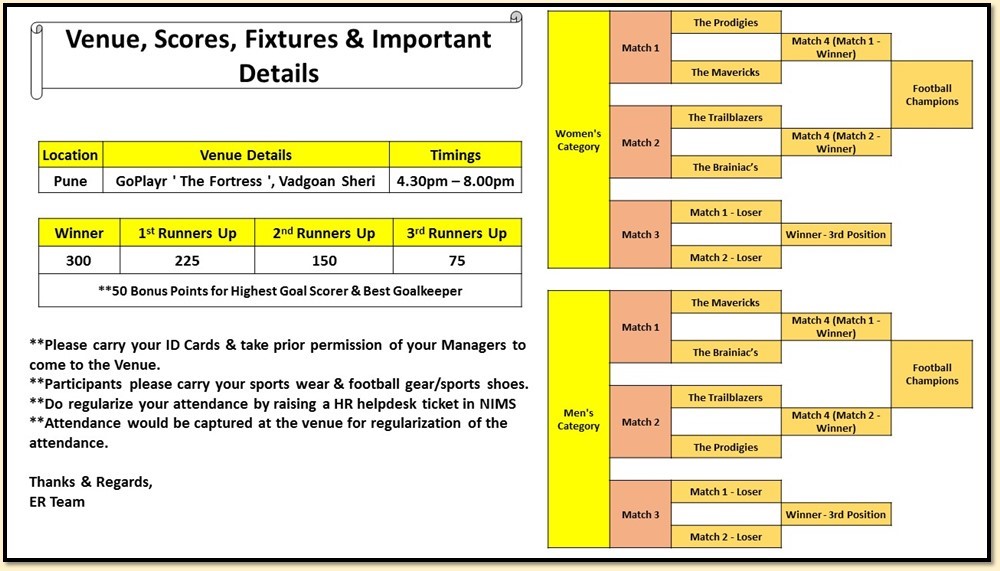 Venue, Scores, Fixtures & Important
Details
Location Venue Details Timings
Pune GoPlayr ' The Fortress ', Vadgoan Sheri 4.30pm – 8.00pm
Winner 1st Runners Up 2nd Runners Up 3rd Runners Up
300 225 150 75
**50 Bonus Points for Highest Goal Scorer & Best Goalkeeper
**Please carry your ID Cards & take prior permission of your Managers to
come to the Venue.
**Participants please carry your sports wear & football gear/sports shoes.
**Do regularize your attendance by raising a HR helpdesk ticket in NIMS
**Attendance would be captured at the venue for regularization of the
attendance.
Thanks & Regards,
ER Team
Women's
Category
Match 1
The Prodigies
The Mavericks
Match 4 (Match 1 -
Winner)
Match 2
The Trailblazers
The Brainiac’s
Match 4 (Match 2 -
Winner)
Football
Champions
Match 3
Match 1 - Loser
Match 2 - Loser
Winner - 3rd Position
Men's
Category
Match 1
The Mavericks
The Brainiac’s
Match 4 (Match 1 -
Winner)
Match 2
The Trailblazers
The Prodigies
Match 4 (Match 2 -
Winner)
Football
Champions
Match 3
Match 1 - Loser
Match 2 - Loser
Winner - 3rd Position